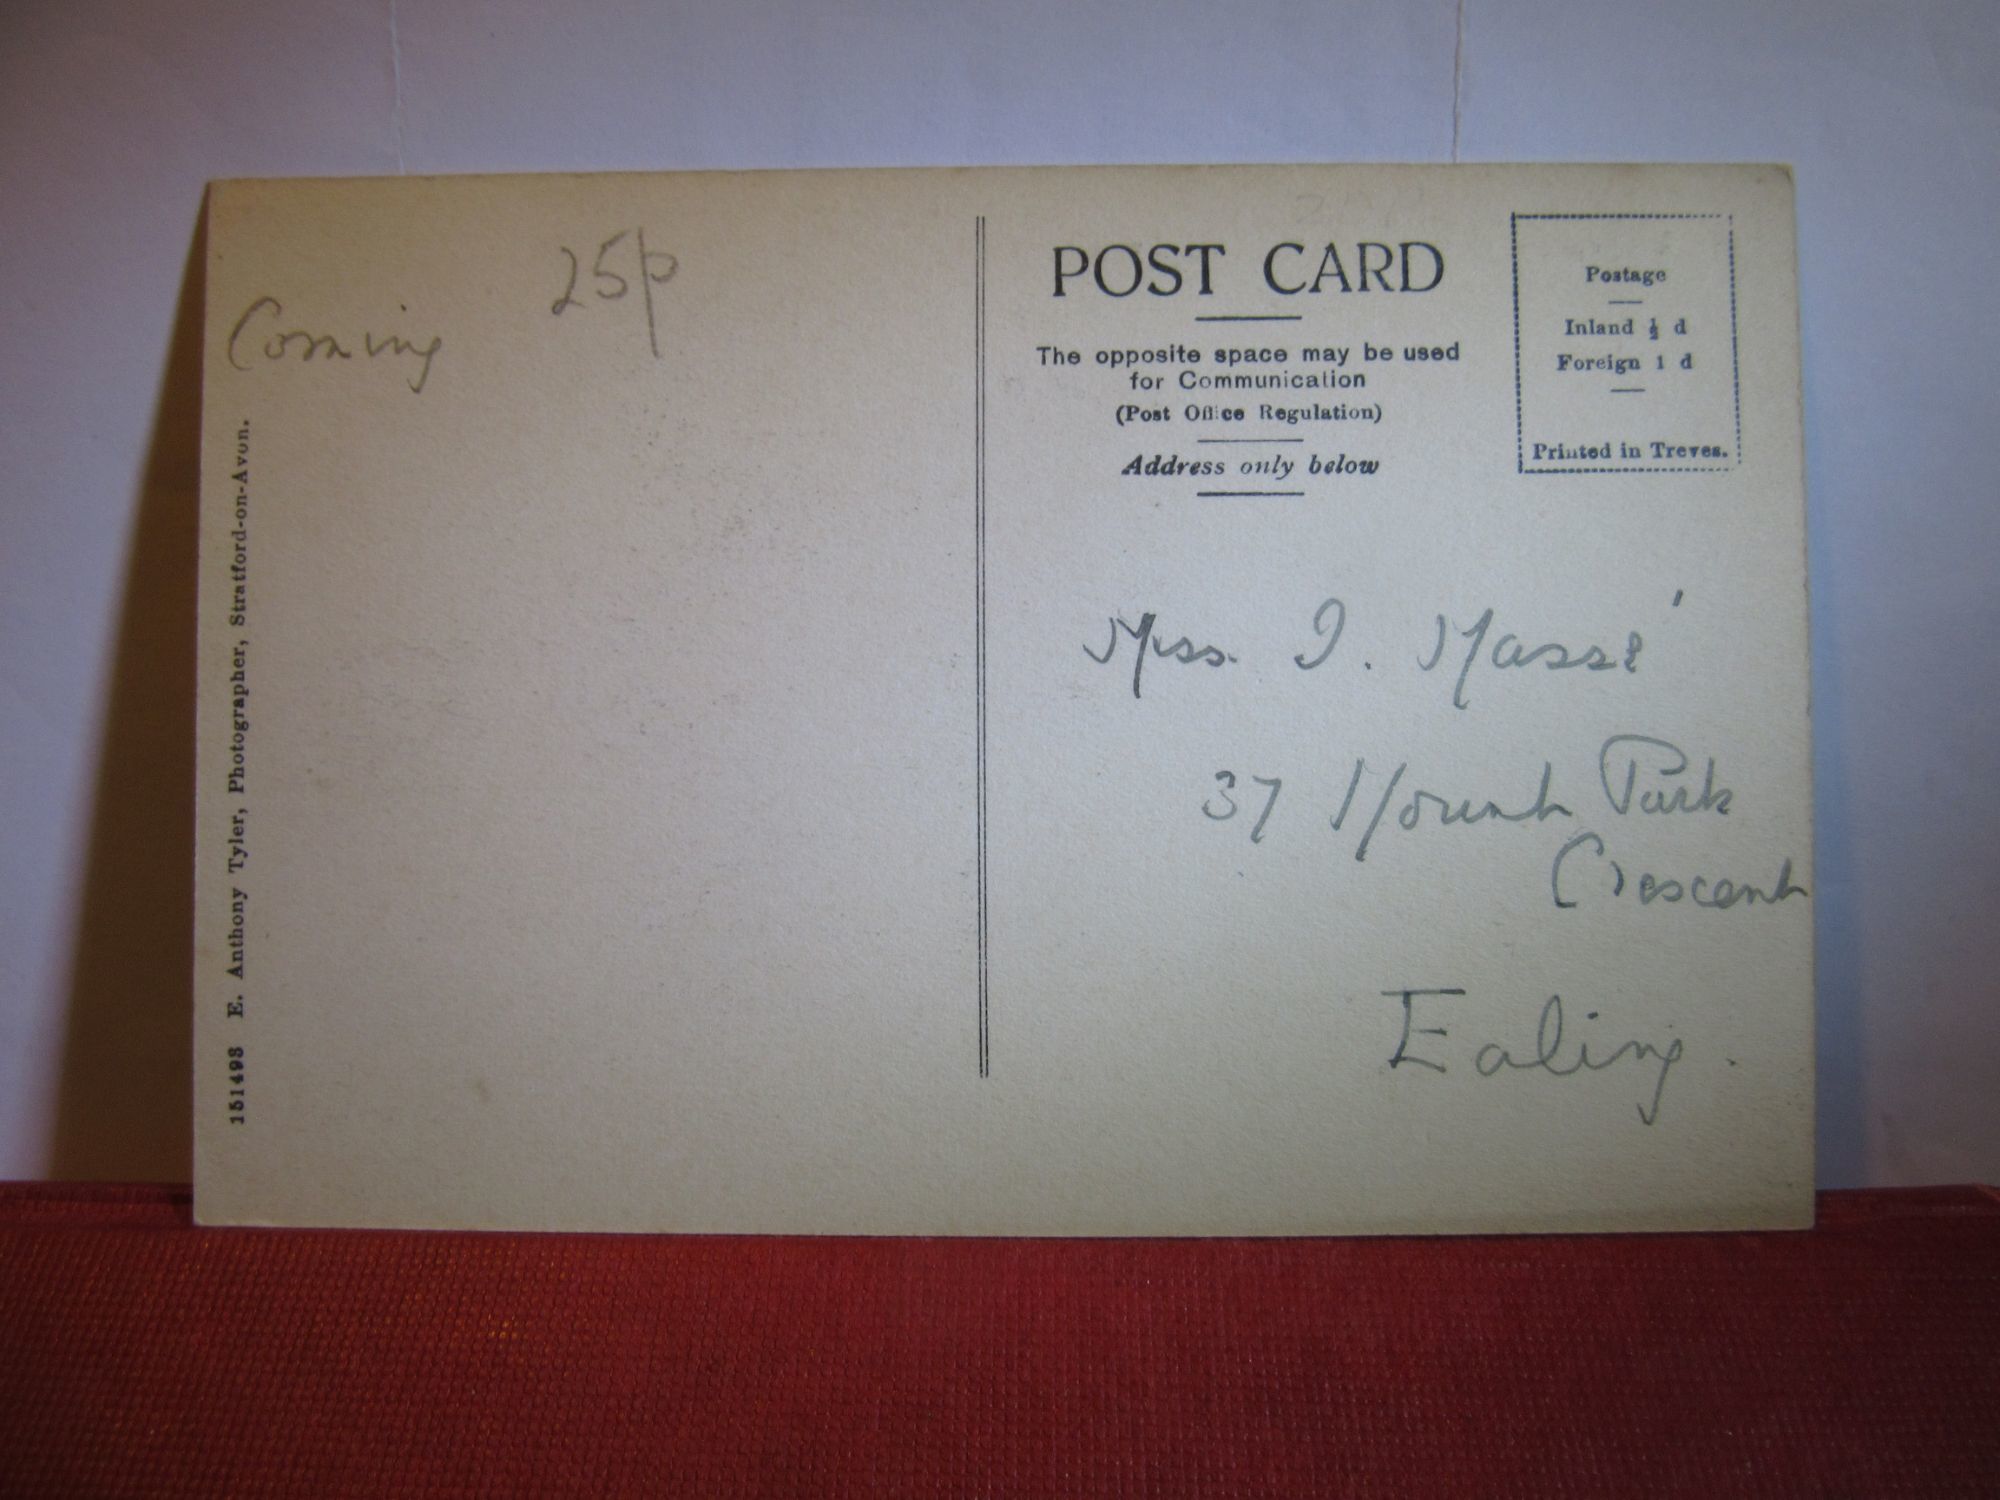 25p
Coming
151493 E. Anthony Tyler, Photographer, Stratford-on-Avon.
POST CARD
The opposite space may be used
for Communication
(Post Office Regulation)
Address only below
Postage
Inland ½ d
Foreign 1 d
Printed in Treves.
Miss I. Massé
37 Mount Park
Crescent
Ealing.